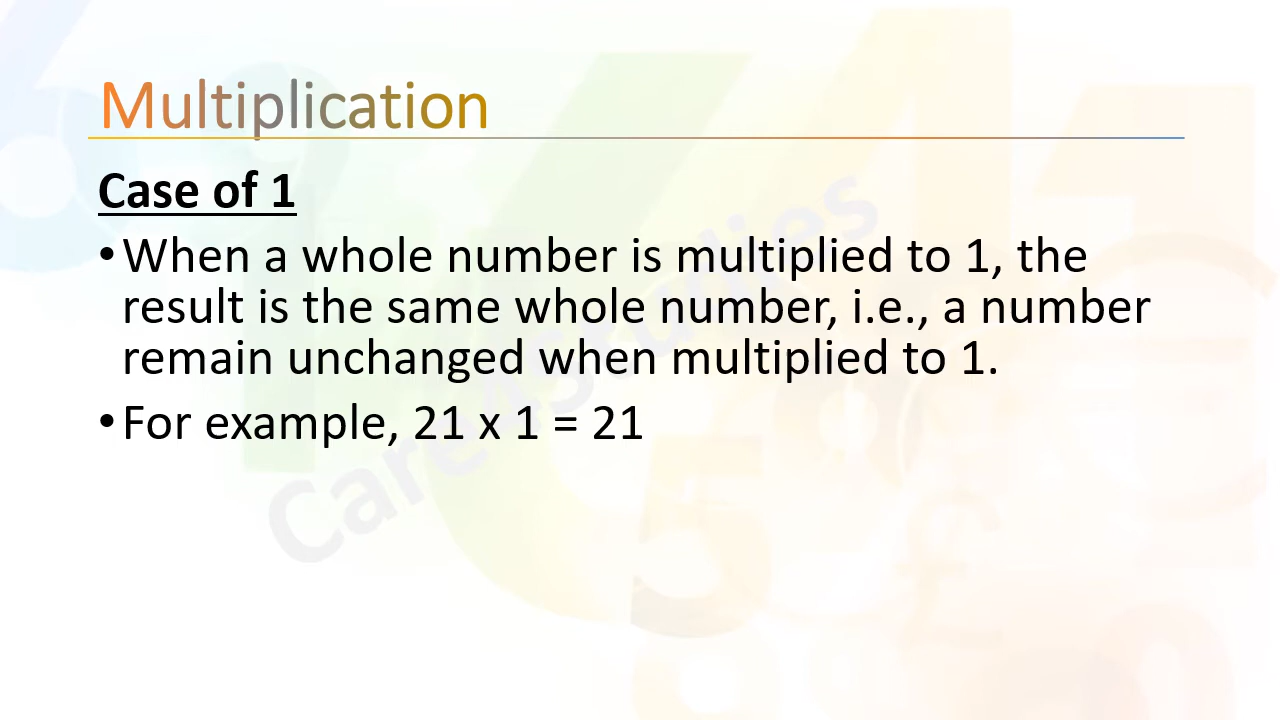 Multiplication
Case of 1
• When a whole number is multiplied to 1, the
result is the same whole number, i.e., a number
remain unchanged when multiplied to 1.
• For example, 21 x 1 = 21
Care4Studies